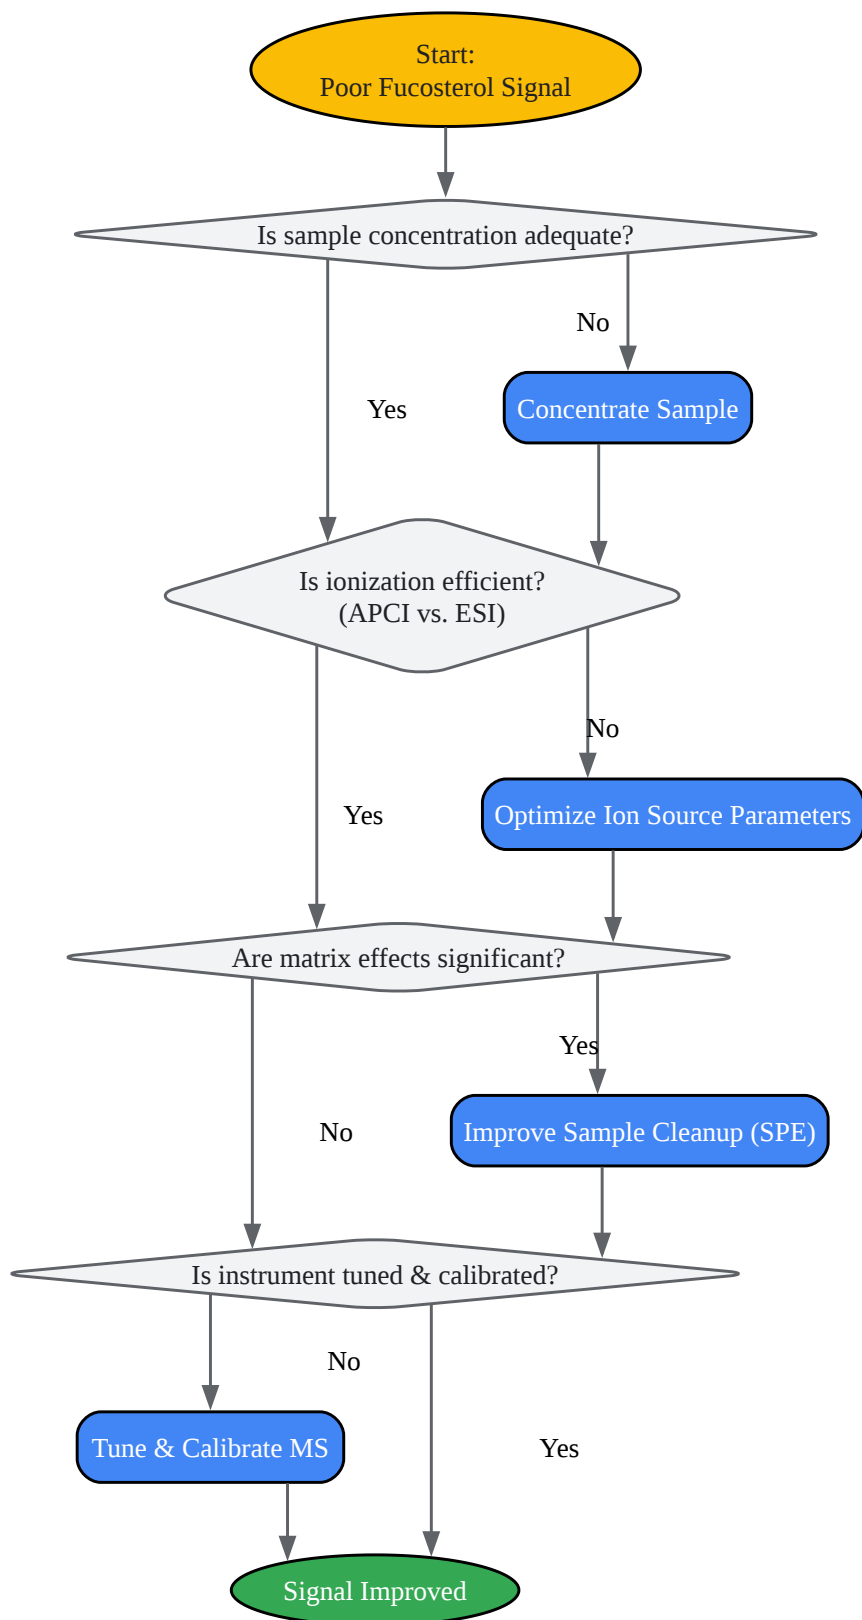 Start:
Poor Fucosterol Signal
Is sample concentration adequate?
No
Yes
Concentrate Sample
Is ionization efficient?
(APCI vs. ESI)
No
Yes
Optimize Ion Source Parameters
Are matrix effects significant?
Yes
No
Improve Sample Cleanup (SPE)
Is instrument tuned & calibrated?
No
Tune & Calibrate MS
Yes
Signal Improved